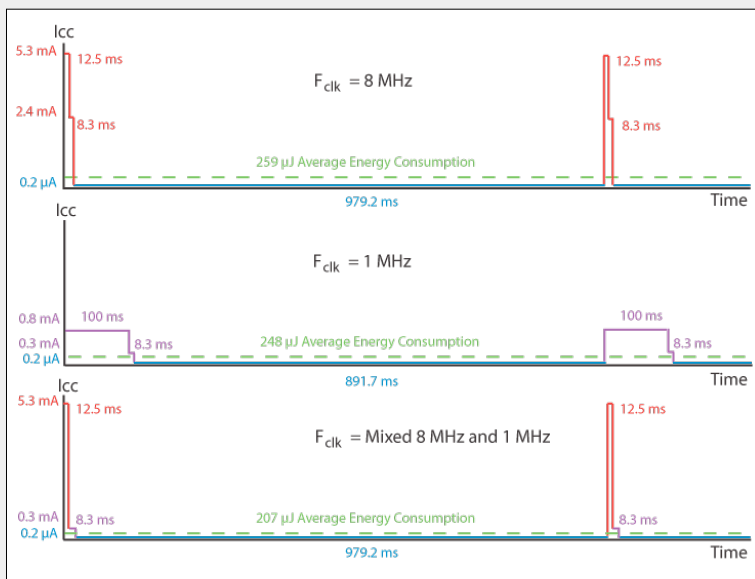 Icc
5.3 mA
12.5 ms
F_clk = 8 MHz
2.4 mA
8.3 ms
8.3 ms
12.5 ms
259 µJ Average Energy Consumption
0.2 µA
979.2 ms
Time
Icc
F_clk = 1 MHz
0.8 mA
100 ms
100 ms
0.3 mA
8.3 ms
248 µJ Average Energy Consumption
8.3 ms
0.2 µA
891.7 ms
Time
Icc
5.3 mA
12.5 ms
12.5 ms
F_clk = Mixed 8 MHz and 1 MHz
0.3 mA
8.3 ms
207 µJ Average Energy Consumption
8.3 ms
0.2 µA
979.2 ms
Time